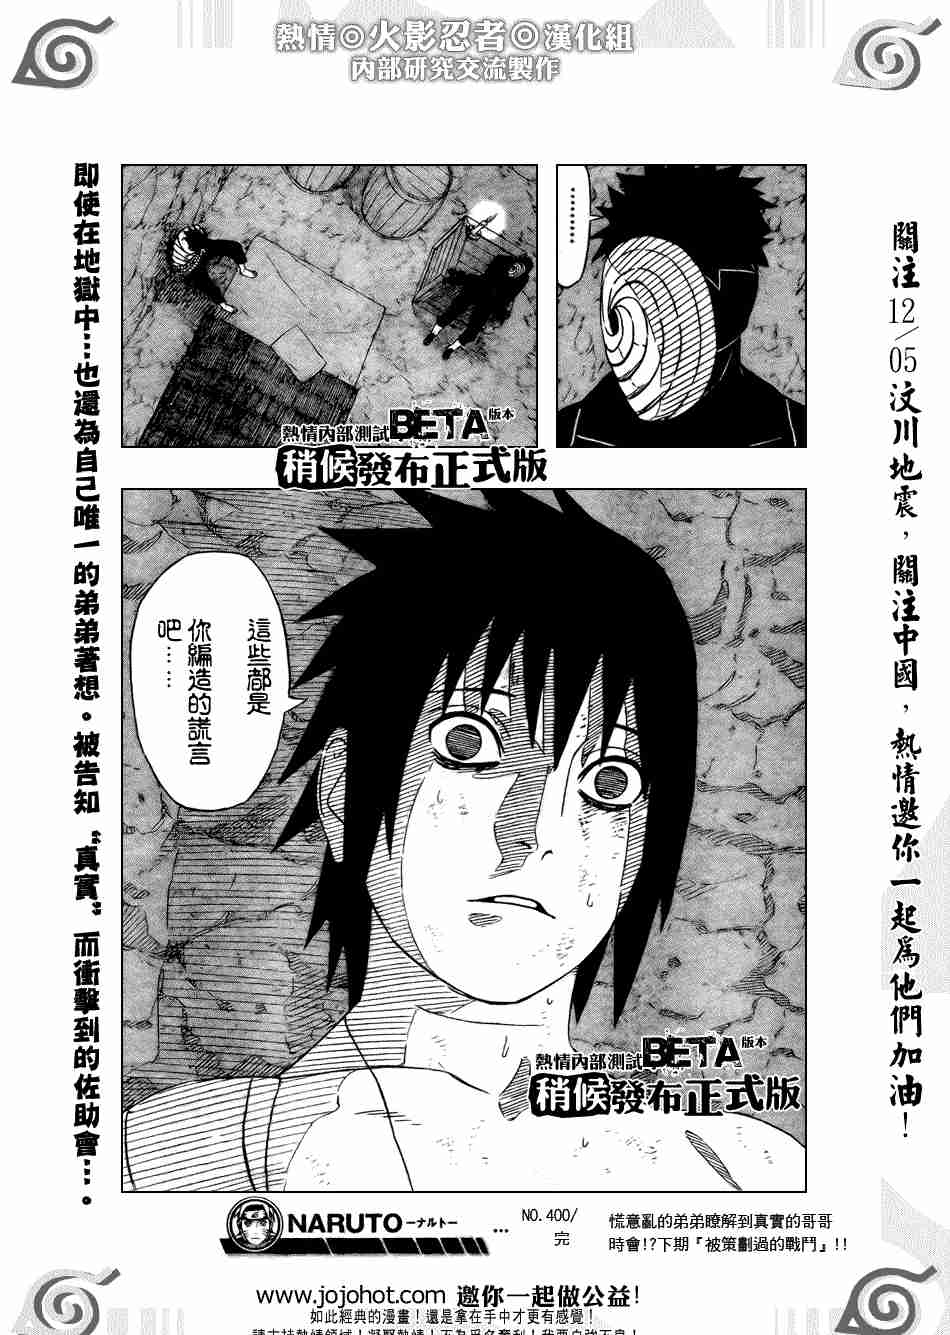 熱情◎火影忍者◎漢化組
內部研究交流製作
關注12/05汶川地震,關注中國,熱情邀你一起爲他們加油!
………
熱情內部測試BETA版本
稍候發布正式版
這些都是
你編造的謊言
吧……
熱情內部測試BETA版本
稍候發布正式版
即使在地獄中…也還為自己唯一的弟弟著想。被告知“真實”而衝擊到的佐助會…。
NARUTO ーナルトー
… NO.400/
完
慌意亂的弟弟瞭解到真實的哥哥
時會!?下期『被策劃過的戰鬥』!!
www.jojohot.com 邀你一起做公益!
如此經典的漫畫!還是拿在手中才更有感覺!